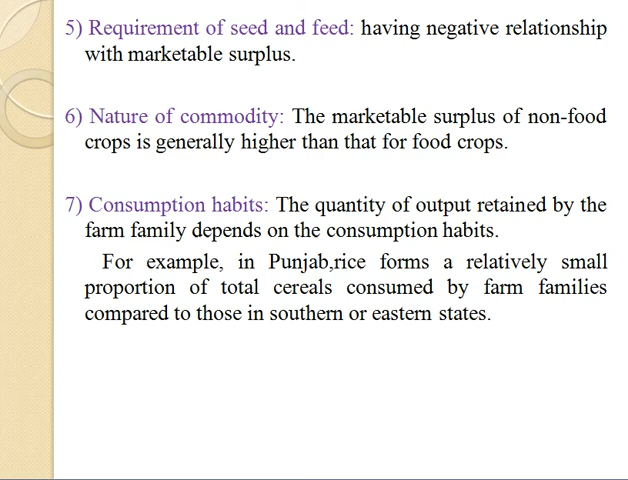 5) Requirement of seed and feed: having negative relationship
with marketable surplus.
6) Nature of commodity: The marketable surplus of non-food
crops is generally higher than that for food crops.
7) Consumption habits: The quantity of output retained by the
farm family depends on the consumption habits.
For example, in Punjab,rice forms a relatively small
proportion of total cereals consumed by farm families
compared to those in southern or eastern states.